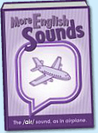 More English
Sounds
The /air/ sound, as in airplane